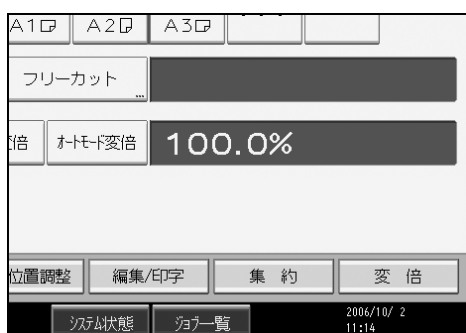 A1 A2 A3
フリーカット
倍 オートモード変倍 100.0%
位置調整 編集/印字 集 約 変 倍
システム状態 ジョブ一覧 2006/10/ 2
11:14